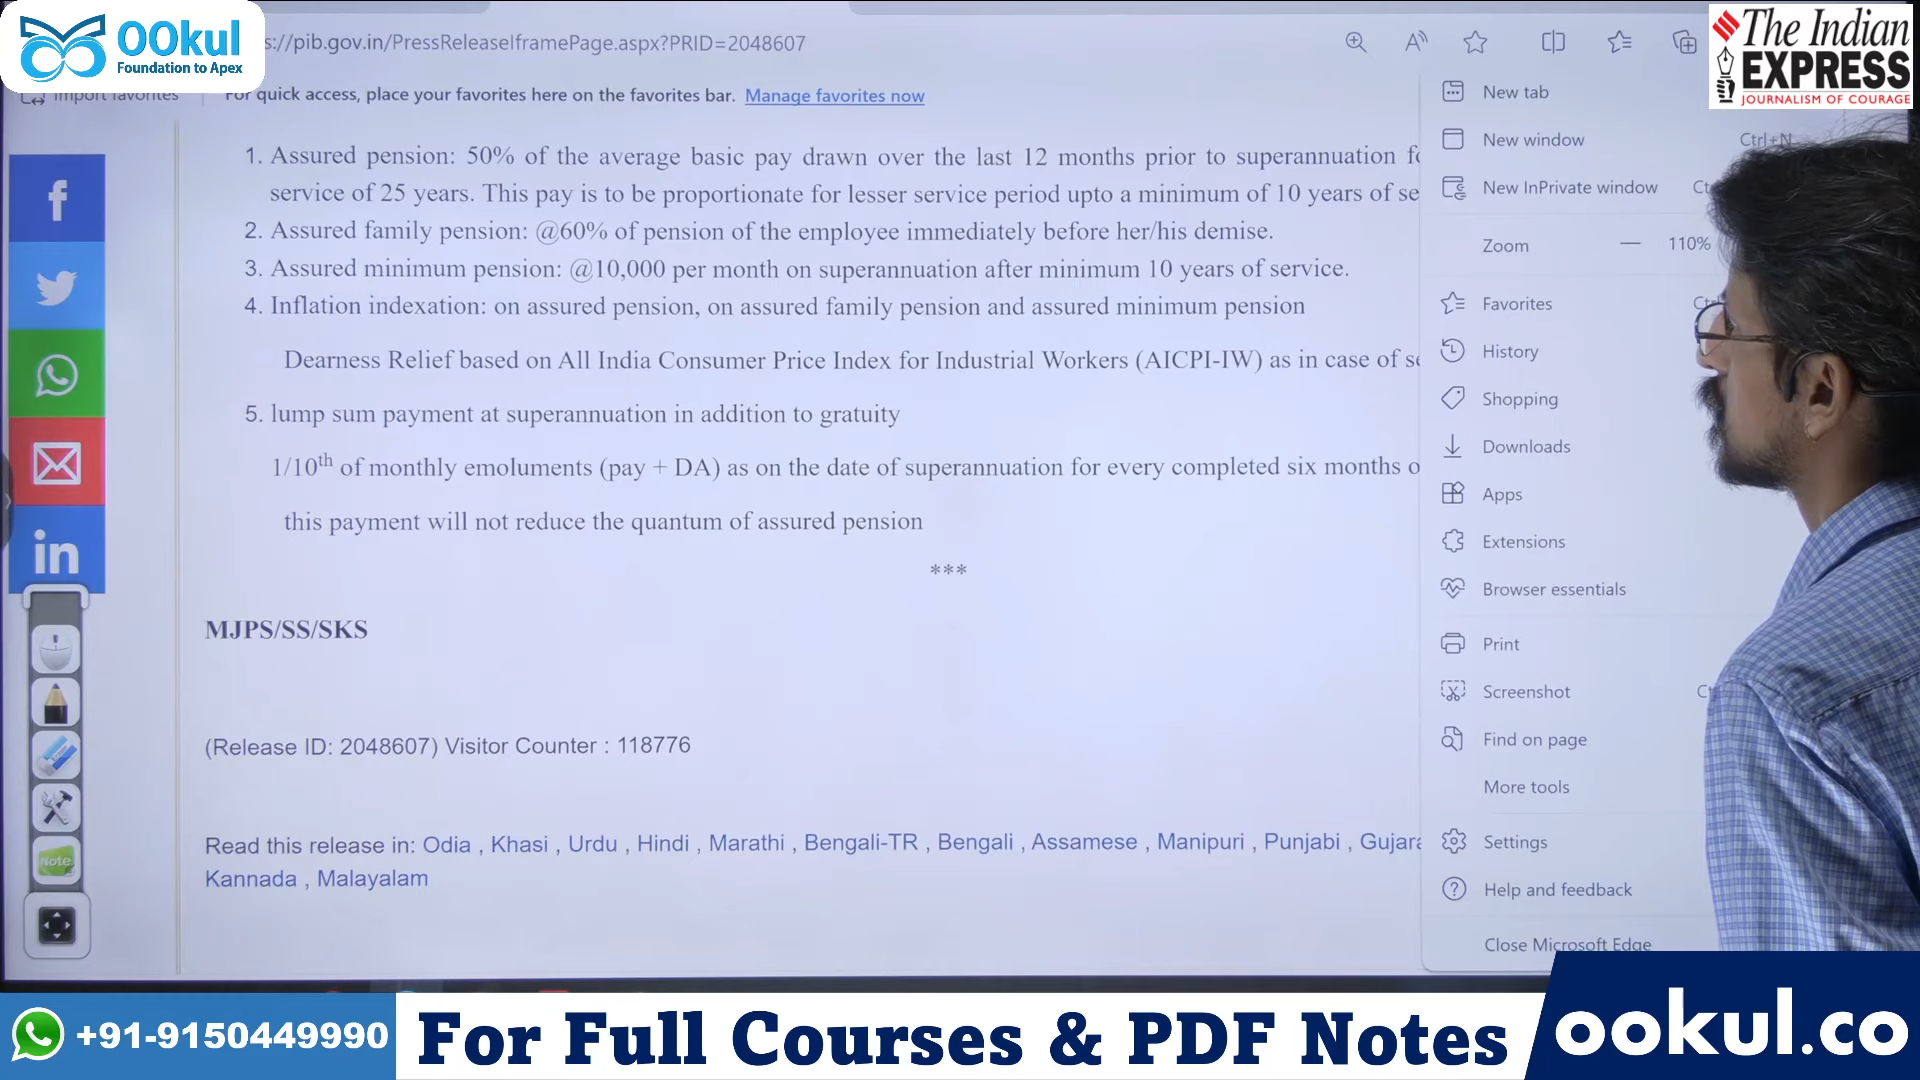 OOkul
Foundation to Apex
s://pib.gov.in/PressReleaseIframePage.aspx?PRID=2048607
The Indian
EXPRESS
JOURNALISM OF COURAGE
Import favorites
For quick access, place your favorites here on the favorites bar. Manage favorites now
1. Assured pension: 50% of the average basic pay drawn over the last 12 months prior to superannuation
service of 25 years. This pay is to be proportionate for lesser service period upto a minimum of 10 years of se
2. Assured family pension: @60% of pension of the employee immediately before her/his demise.
3. Assured minimum pension: @10,000 per month on superannuation after minimum 10 years of service.
4. Inflation indexation: on assured pension, on assured family pension and assured minimum pension
Dearness Relief based on All India Consumer Price Index for Industrial Workers (AICPI-IW) as in case of se
5. lump sum payment at superannuation in addition to gratuity
1/10th of monthly emoluments (pay + DA) as on the date of superannuation for every completed six months o
this payment will not reduce the quantum of assured pension
***
MJPS/SS/SKS
(Release ID: 2048607) Visitor Counter : 118776
Read this release in: Odia , Khasi , Urdu , Hindi , Marathi , Bengali-TR , Bengali , Assamese , Manipuri , Punjabi , Gujara
Kannada , Malayalam
New tab
New window Ctrl+N
New InPrivate window Ct
Zoom — 110%
Favorites Ct
History
Shopping
Downloads
Apps
Extensions
Browser essentials
Print
Screenshot Ct
Find on page
More tools
Settings
Help and feedback
Close Microsoft Edge
f
in
Note
+91-9150449990
For Full Courses & PDF Notes
ookul.co